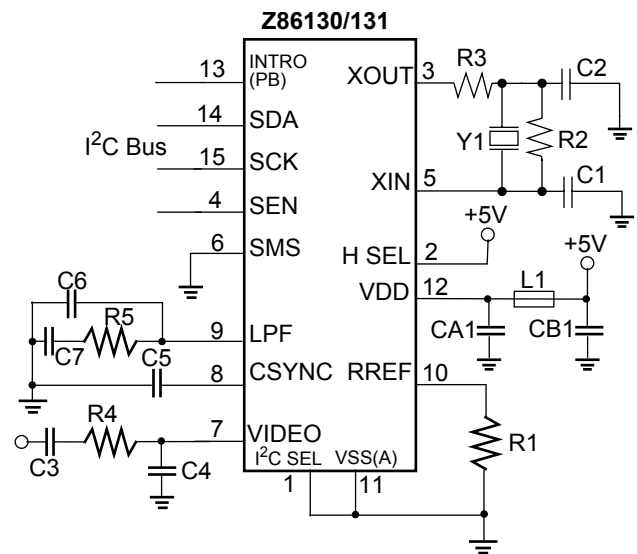 Z86130/131
13 INTRO (PB) XOUT 3 R3 C2
14 SDA Y1 R2
I²C Bus
15 SCK C1
4 SEN XIN 5
+5V
6 SMS H SEL 2 +5V
VDD 12 L1
C6
CA1 CB1
R5
C7
9 LPF
C5
8 CSYNC RREF 10
R4 R1
7 VIDEO
C3 C4
I²C SEL VSS(A)
1 11